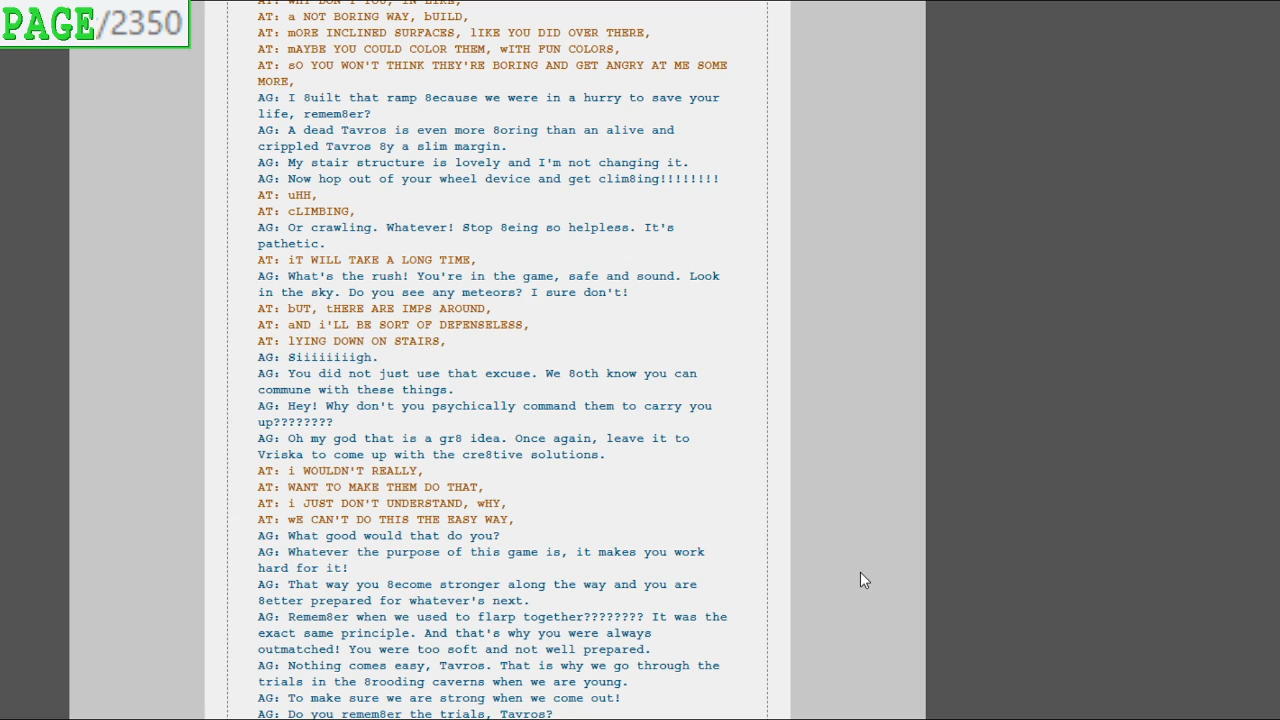 PAGE/2350
AT: WHY DON'T YOU, IN LIKE,
AT: a NOT BORING WAY, bUILD,
AT: mORE INCLINED SURFACES, lIKE YOU DID OVER THERE,
AT: mAYBE YOU COULD COLOR THEM, wITH FUN COLORS,
AT: sO YOU WON'T THINK THEY'RE BORING AND GET ANGRY AT ME SOME
MORE,
AG: I 8uilt that ramp 8ecause we were in a hurry to save your
life, remem8er?
AG: A dead Tavros is even more 8oring than an alive and
crippled Tavros 8y a slim margin.
AG: My stair structure is lovely and I'm not changing it.
AG: Now hop out of your wheel device and get clim8ing!!!!!!!!
AT: uHH,
AT: cLIMBING,
AG: Or crawling. Whatever! Stop 8eing so helpless. It's
pathetic.
AT: iT WILL TAKE A LONG TIME,
AG: What's the rush! You're in the game, safe and sound. Look
in the sky. Do you see any meteors? I sure don't!
AT: bUT, tHERE ARE IMPS AROUND,
AT: aND i'LL BE SORT OF DEFENSELESS,
AT: lYING DOWN ON STAIRS,
AG: Siiiiiiiigh.
AG: You did not just use that excuse. We 8oth know you can
commune with these things.
AG: Hey! Why don't you psychically command them to carry you
up????????
AG: Oh my god that is a gr8 idea. Once again, leave it to
Vriska to come up with the cre8tive solutions.
AT: i WOULDN'T REALLY,
AT: WANT TO MAKE THEM DO THAT,
AT: i JUST DON'T UNDERSTAND, wHY,
AT: wE CAN'T DO THIS THE EASY WAY,
AG: What good would that do you?
AG: Whatever the purpose of this game is, it makes you work
hard for it!
AG: That way you 8ecome stronger along the way and you are
8etter prepared for whatever's next.
AG: Remem8er when we used to flarp together???????? It was the
exact same principle. And that's why you were always
outmatched! You were too soft and not well prepared.
AG: Nothing comes easy, Tavros. That is why we go through the
trials in the 8rooding caverns when we are young.
AG: To make sure we are strong when we come out!
AG: Do you remem8er the trials, Tavros?